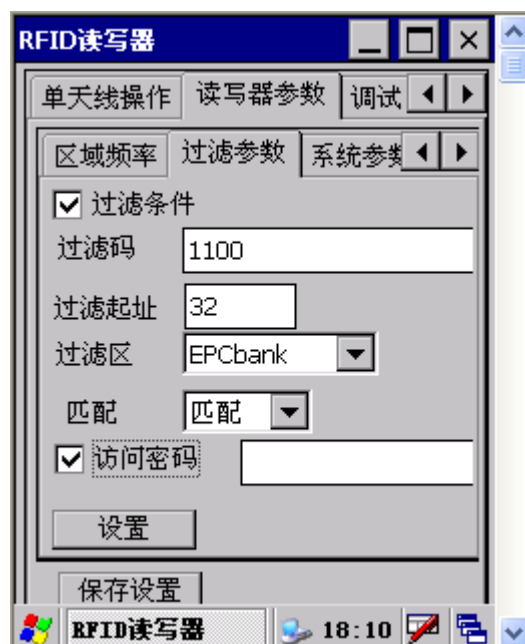 RFID读写器
单天线操作 读写器参数 调试
区域频率 过滤参数 系统参数
过滤条件
过滤码 1100
过滤起址 32
过滤区 EPCbank
匹配 匹配
访问密码
设置
保存设置
RFID读写器 18:10